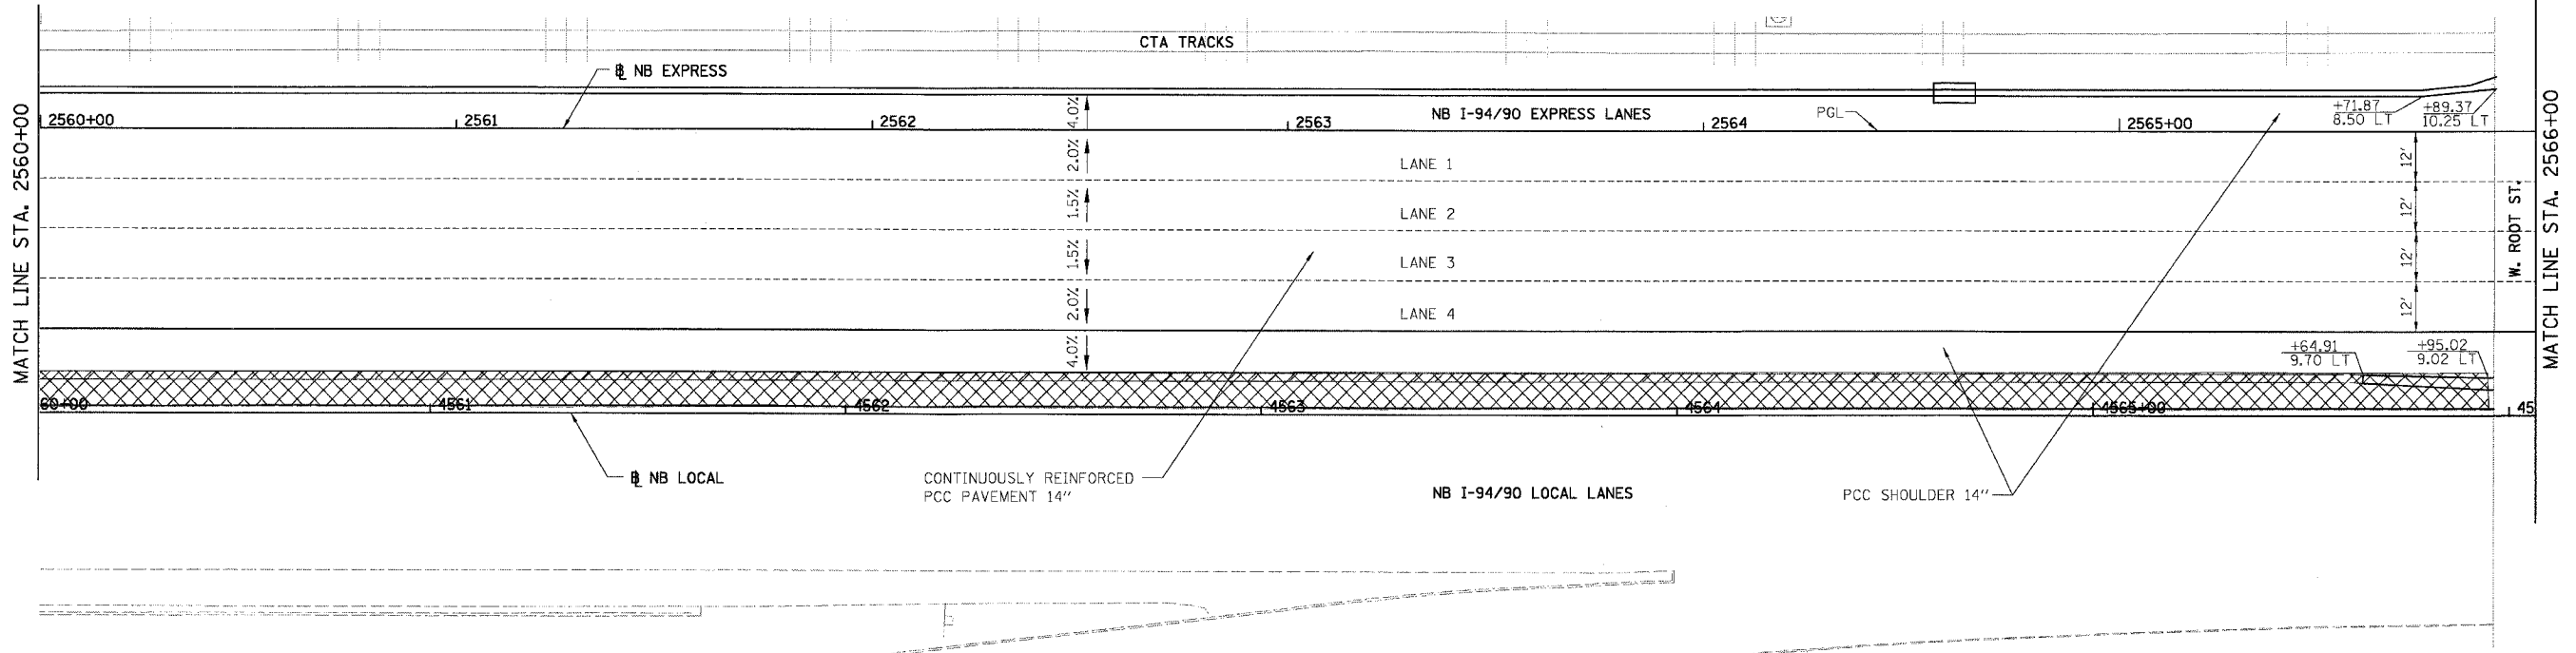 CTA TRACKS
℄ NB EXPRESS
2560+00
2561
2562
2563
2564
2565+00
NB I-94/90 EXPRESS LANES
PGL
+71.87
8.50 LT
+89.37
10.25 LT
MATCH LINE STA. 2560+00
4.0%
2.0%
1.5%
1.5%
2.0%
4.0%
LANE 1
LANE 2
LANE 3
LANE 4
12'
12'
12'
12'
W. ROOT ST.
MATCH LINE STA. 2566+00
+64.91
9.70 LT
+95.02
9.02 LT
60+00
4561
4562
4563
4564
4565+00
45
℄ NB LOCAL
CONTINUOUSLY REINFORCED
PCC PAVEMENT 14"
NB I-94/90 LOCAL LANES
PCC SHOULDER 14"